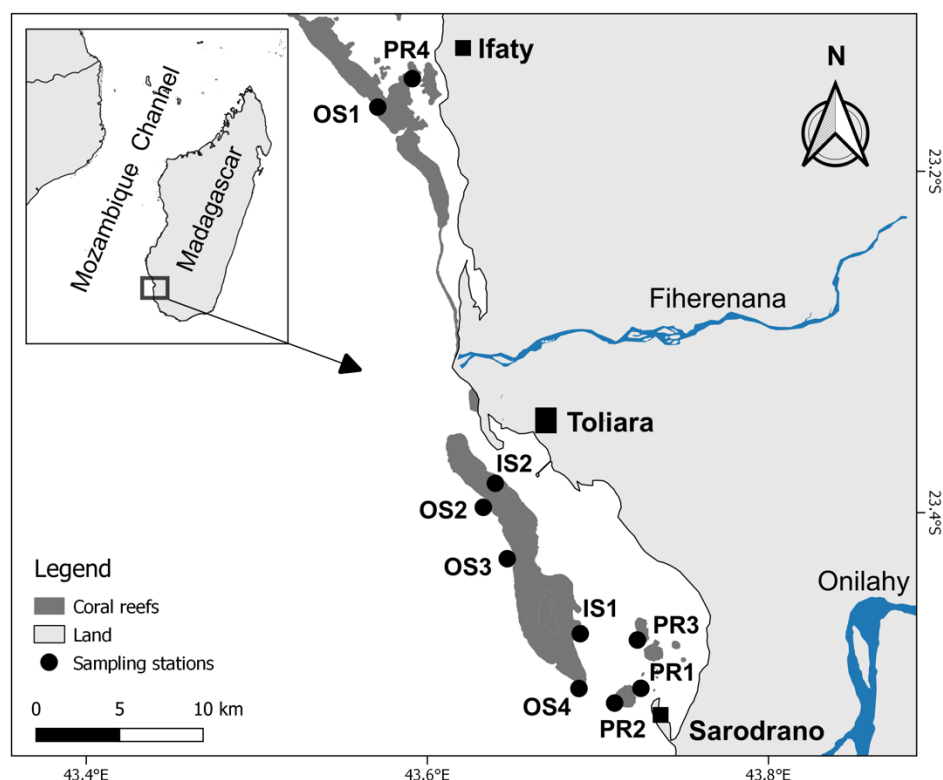 PR4
Ifaty
OS1
N
Mozambique Channel
Madagascar
23.2°S
Fiherenana
Toliara
IS2
OS2
23.4°S
OS3
Legend
Coral reefs
Land
Sampling stations
0 5 10 km
Onilahy
IS1
PR3
PR1
OS4
PR2
Sarodrano
43.4°E 43.6°E 43.8°E